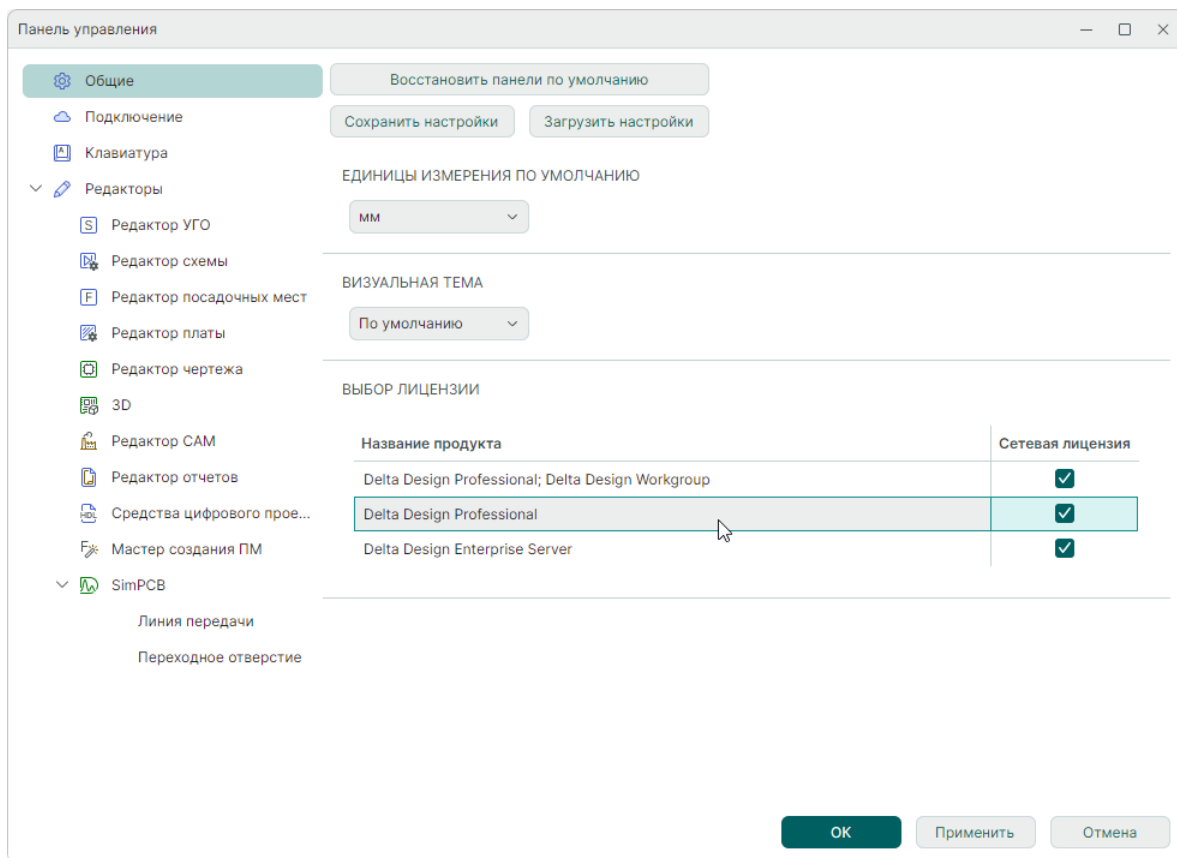 Панель управления
Общие
Подключение
Клавиатура
Редакторы
S Редактор УГО
Редактор схемы
F Редактор посадочных мест
Редактор платы
Редактор чертежа
3D
Редактор CAM
Редактор отчетов
HDL Средства цифрового прое...
F Мастер создания ПМ
SimPCB
Линия передачи
Переходное отверстие
Восстановить панели по умолчанию
Сохранить настройки Загрузить настройки
ЕДИНИЦЫ ИЗМЕРЕНИЯ ПО УМОЛЧАНИЮ
мм
ВИЗУАЛЬНАЯ ТЕМА
По умолчанию
ВЫБОР ЛИЦЕНЗИИ
Название продукта Сетевая лицензия
Delta Design Professional; Delta Design Workgroup
Delta Design Professional
Delta Design Enterprise Server
OK Применить Отмена